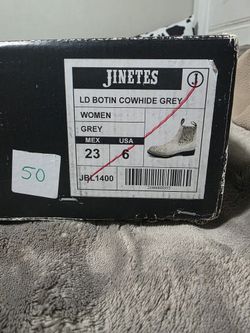 JINETES
LD BOTIN COWHIDE GREY
WOMEN
GREY
MEX USA
23 6
JBL1400
50